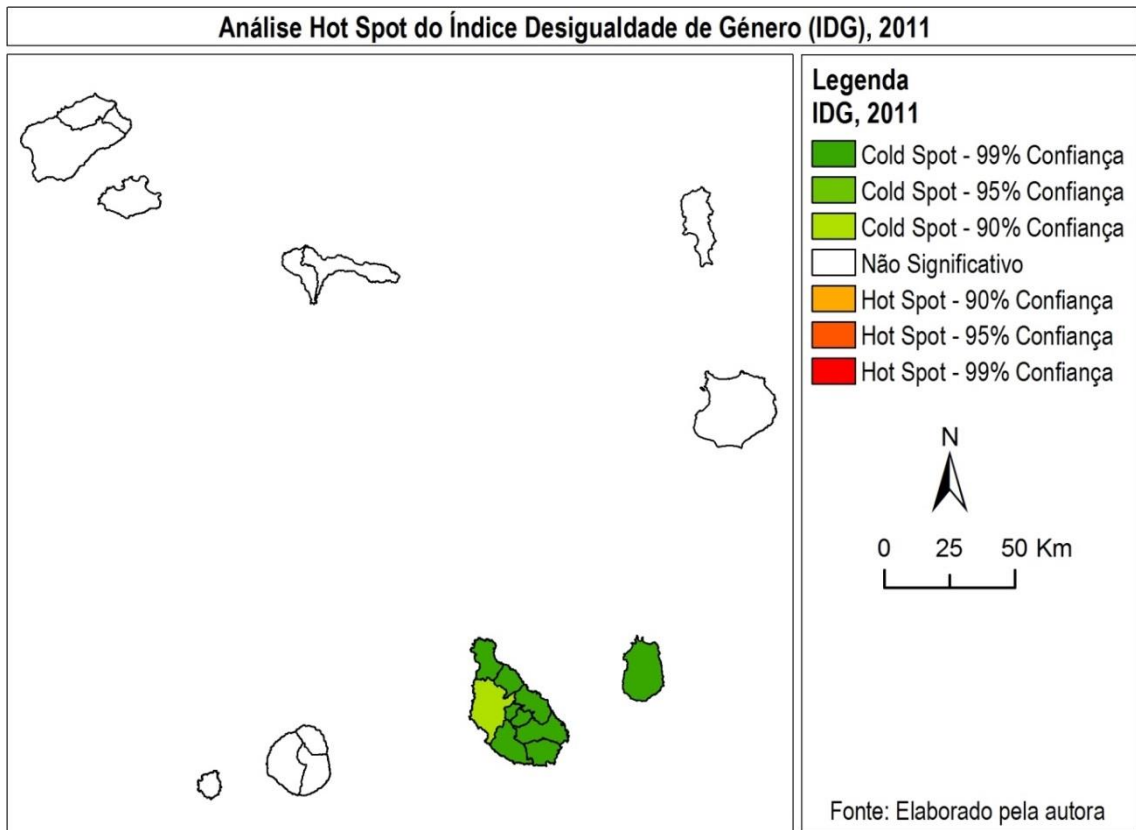 Análise Hot Spot do Índice Desigualdade de Género (IDG), 2011
Legenda
IDG, 2011
Cold Spot - 99% Confiança
Cold Spot - 95% Confiança
Cold Spot - 90% Confiança
Não Significativo
Hot Spot - 90% Confiança
Hot Spot - 95% Confiança
Hot Spot - 99% Confiança
N
0 25 50 Km
Fonte: Elaborado pela autora